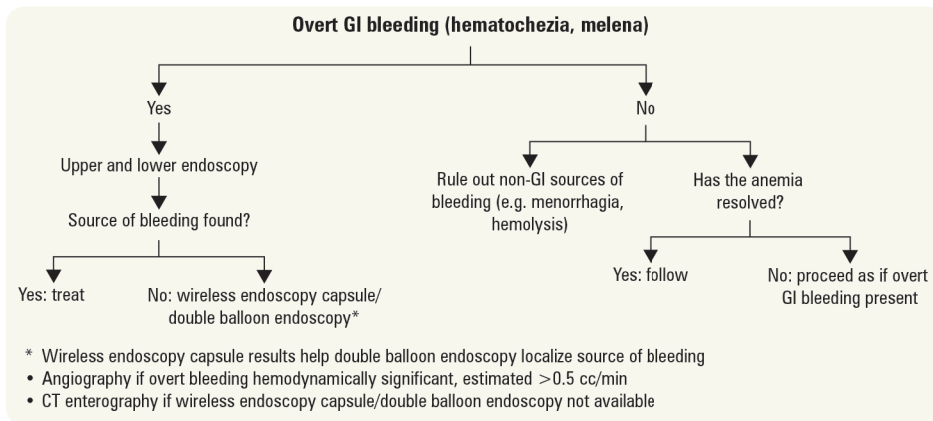 Overt GI bleeding (hematochezia, melena)
Yes
No
Upper and lower endoscopy
Rule out non-GI sources of
bleeding (e.g. menorrhagia,
hemolysis)
Has the anemia
resolved?
Source of bleeding found?
Yes: treat
No: wireless endoscopy capsule/
double balloon endoscopy*
Yes: follow
No: proceed as if overt
GI bleeding present
* Wireless endoscopy capsule results help double balloon endoscopy localize source of bleeding
• Angiography if overt bleeding hemodynamically significant, estimated >0.5 cc/min
• CT enterography if wireless endoscopy capsule/double balloon endoscopy not available